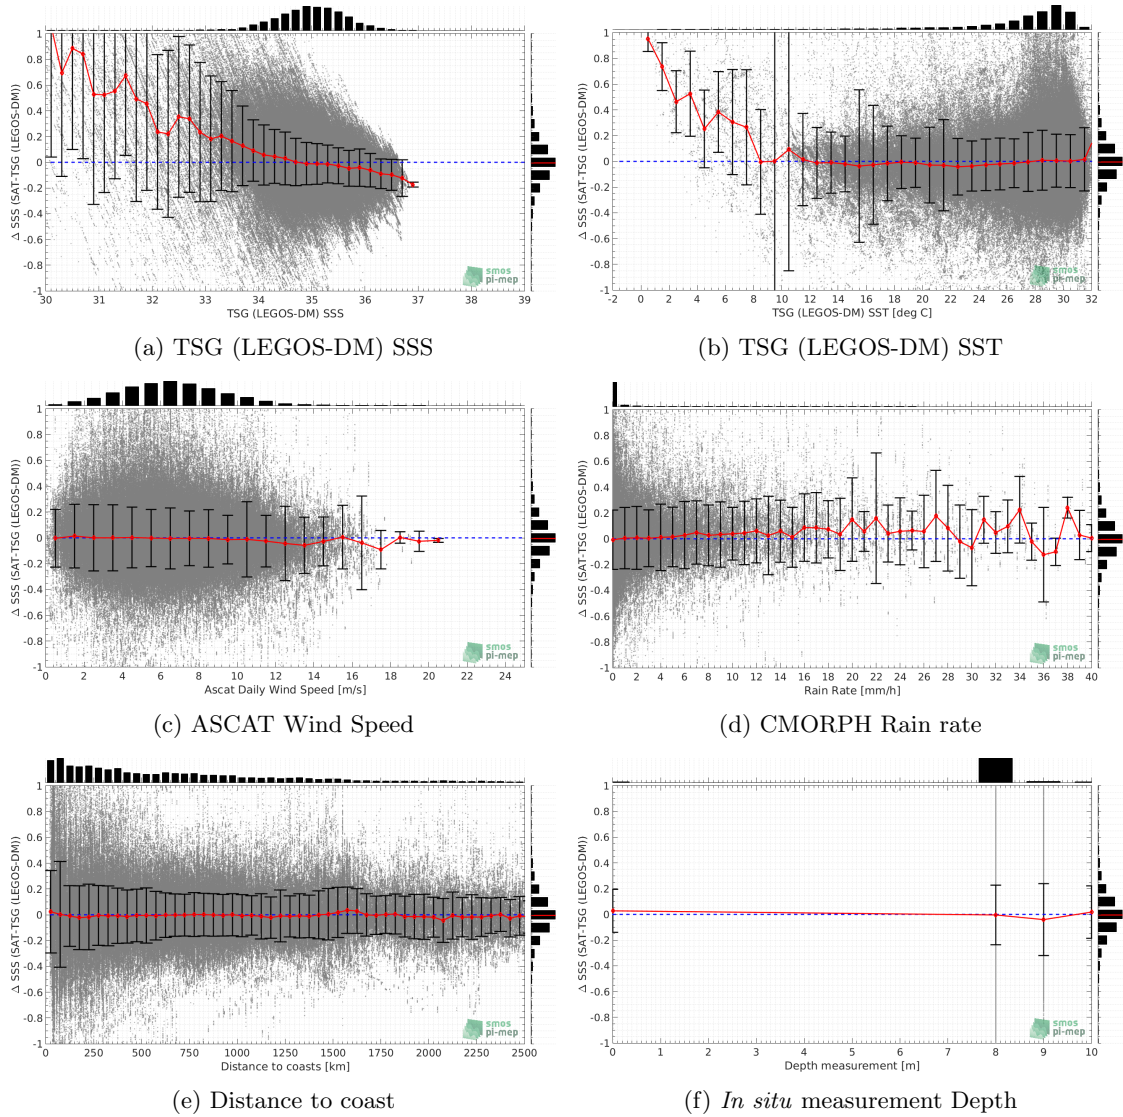 1
0.8
0.6
0.4
0.2
0
-0.2
-0.4
-0.6
-0.8
-1
Δ SSS (SAT-TSG (LEGOS-DM))
30 31 32 33 34 35 36 37 38 39
TSG (LEGOS-DM) SSS
smos
pi-mep
(a) TSG (LEGOS-DM) SSS
1
0.8
0.6
0.4
0.2
0
-0.2
-0.4
-0.6
-0.8
-1
Δ SSS (SAT-TSG (LEGOS-DM))
-2 0 2 4 6 8 10 12 14 16 18 20 22 24 26 28 30 32
TSG (LEGOS-DM) SST [deg C]
smos
pi-mep
(b) TSG (LEGOS-DM) SST
1
0.8
0.6
0.4
0.2
0
-0.2
-0.4
-0.6
-0.8
-1
Δ SSS (SAT-TSG (LEGOS-DM))
0 2 4 6 8 10 12 14 16 18 20 22 24
Ascat Daily Wind Speed [m/s]
smos
pi-mep
(c) ASCAT Wind Speed
1
0.8
0.6
0.4
0.2
0
-0.2
-0.4
-0.6
-0.8
-1
Δ SSS (SAT-TSG (LEGOS-DM))
0 2 4 6 8 10 12 14 16 18 20 22 24 26 28 30 32 34 36 38 40
Rain Rate [mm/h]
smos
pi-mep
(d) CMORPH Rain rate
1
0.8
0.6
0.4
0.2
0
-0.2
-0.4
-0.6
-0.8
-1
Δ SSS (SAT-TSG (LEGOS-DM))
250 500 750 1000 1250 1500 1750 2000 2250 2500
Distance to coasts [km]
smos
pi-mep
(e) Distance to coast
1
0.8
0.6
0.4
0.2
0
-0.2
-0.4
-0.6
-0.8
-1
Δ SSS (SAT-TSG (LEGOS-DM))
0 1 2 3 4 5 6 7 8 9 10
Depth measurement [m]
smos
pi-mep
(f) In situ measurement Depth